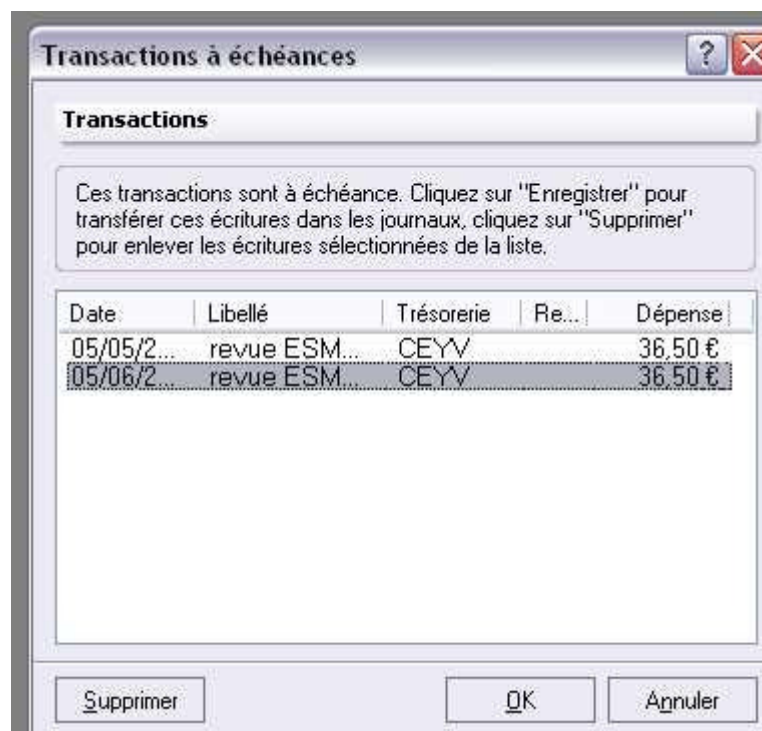 Transactions à échéances
Transactions
Ces transactions sont à échéance. Cliquez sur "Enregistrer" pour
transférer ces écritures dans les journaux, cliquez sur "Supprimer"
pour enlever les écritures sélectionnées de la liste.
Date Libellé Trésorerie Re... Dépense
05/05/2... revue ESM... CEYV 36,50 €
05/06/2... revue ESM... CEYV 36,50 €
Supprimer OK Annuler